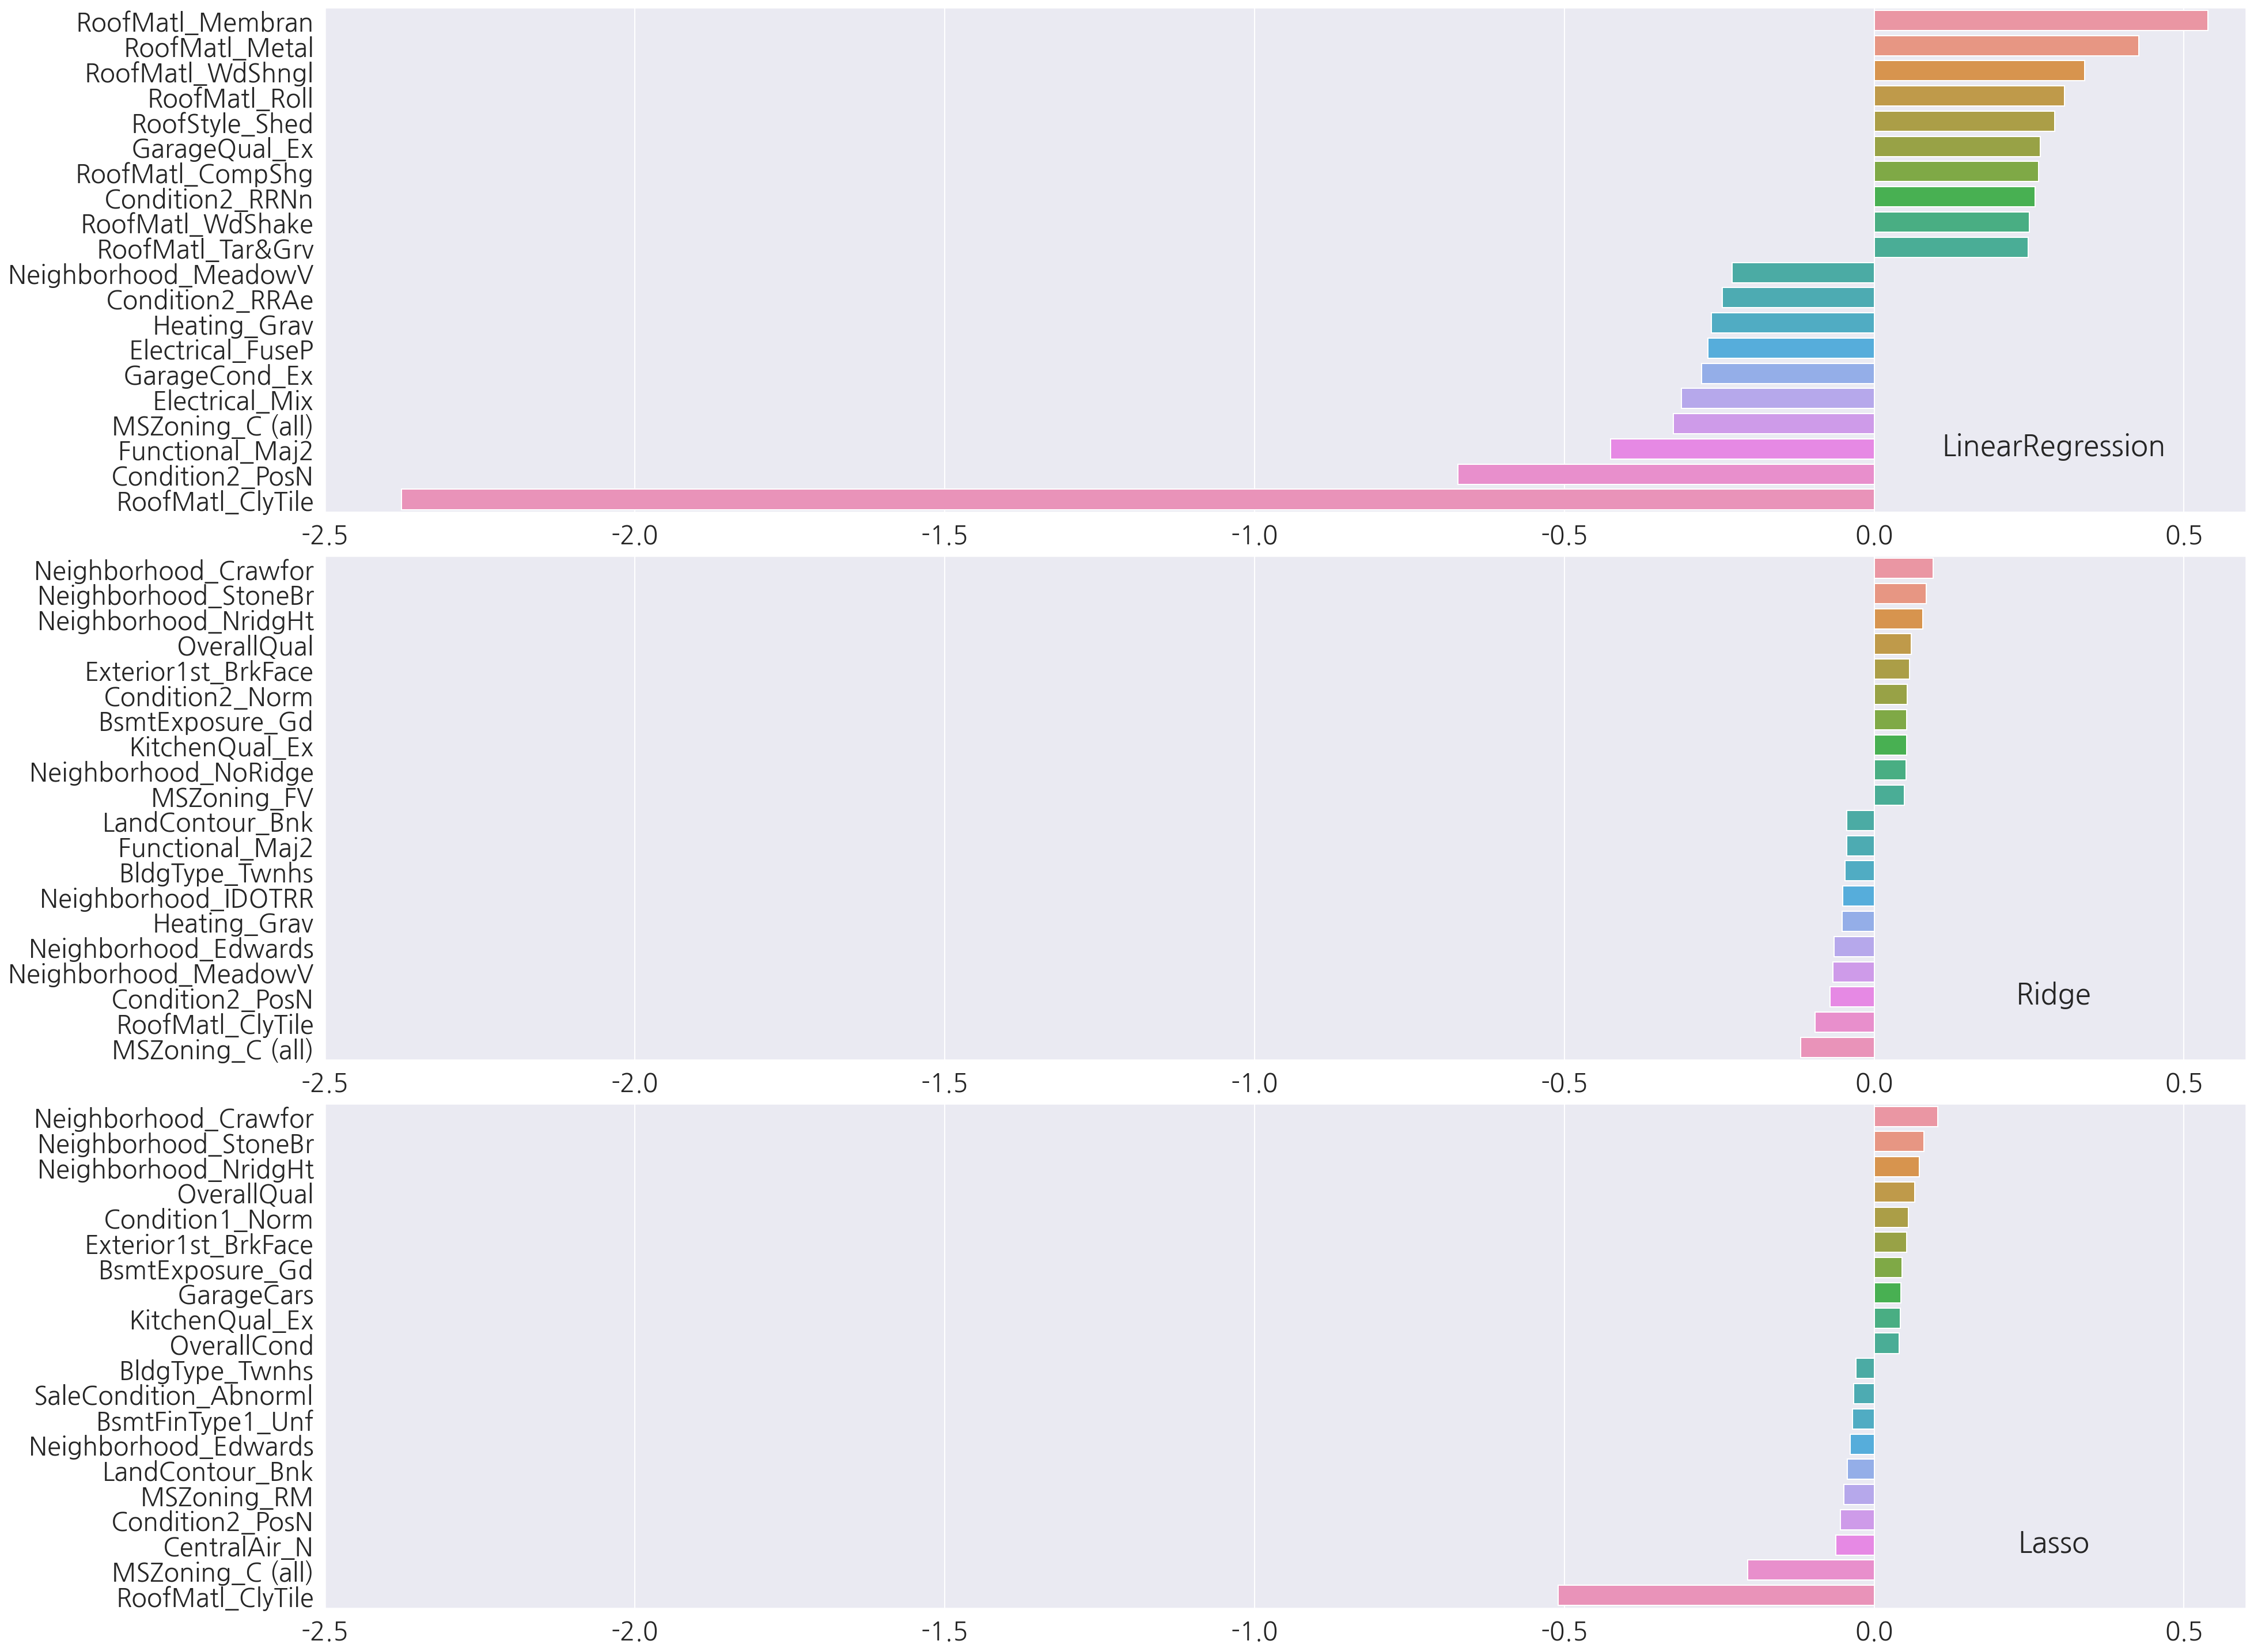 RoofMatl_Membran
RoofMatl_Metal
RoofMatl_WdShngl
RoofMatl_Roll
RoofStyle_Shed
GarageQual_Ex
RoofMatl_CompShg
Condition2_RRNn
RoofMatl_WdShake
RoofMatl_Tar&Grv
Neighborhood_MeadowV
Condition2_RRAe
Heating_Grav
Electrical_FuseP
GarageCond_Ex
Electrical_Mix
MSZoning_C (all)
Functional_Maj2
LinearRegression
Condition2_PosN
RoofMatl_ClyTile
-2.5 -2.0 -1.5 -1.0 -0.5 0.0 0.5
Neighborhood_Crawfor
Neighborhood_StoneBr
Neighborhood_NridgHt
OverallQual
Exterior1st_BrkFace
Condition2_Norm
BsmtExposure_Gd
KitchenQual_Ex
Neighborhood_NoRidge
MSZoning_FV
LandContour_Bnk
Functional_Maj2
BldgType_Twnhs
Neighborhood_IDOTRR
Heating_Grav
Neighborhood_Edwards
Neighborhood_MeadowV
Condition2_PosN
Ridge
RoofMatl_ClyTile
MSZoning_C (all)
-2.5 -2.0 -1.5 -1.0 -0.5 0.0 0.5
Neighborhood_Crawfor
Neighborhood_StoneBr
Neighborhood_NridgHt
OverallQual
Condition1_Norm
Exterior1st_BrkFace
BsmtExposure_Gd
GarageCars
KitchenQual_Ex
OverallCond
BldgType_Twnhs
SaleCondition_Abnorml
BsmtFinType1_Unf
Neighborhood_Edwards
LandContour_Bnk
MSZoning_RM
Condition2_PosN
CentralAir_N
Lasso
MSZoning_C (all)
RoofMatl_ClyTile
-2.5 -2.0 -1.5 -1.0 -0.5 0.0 0.5